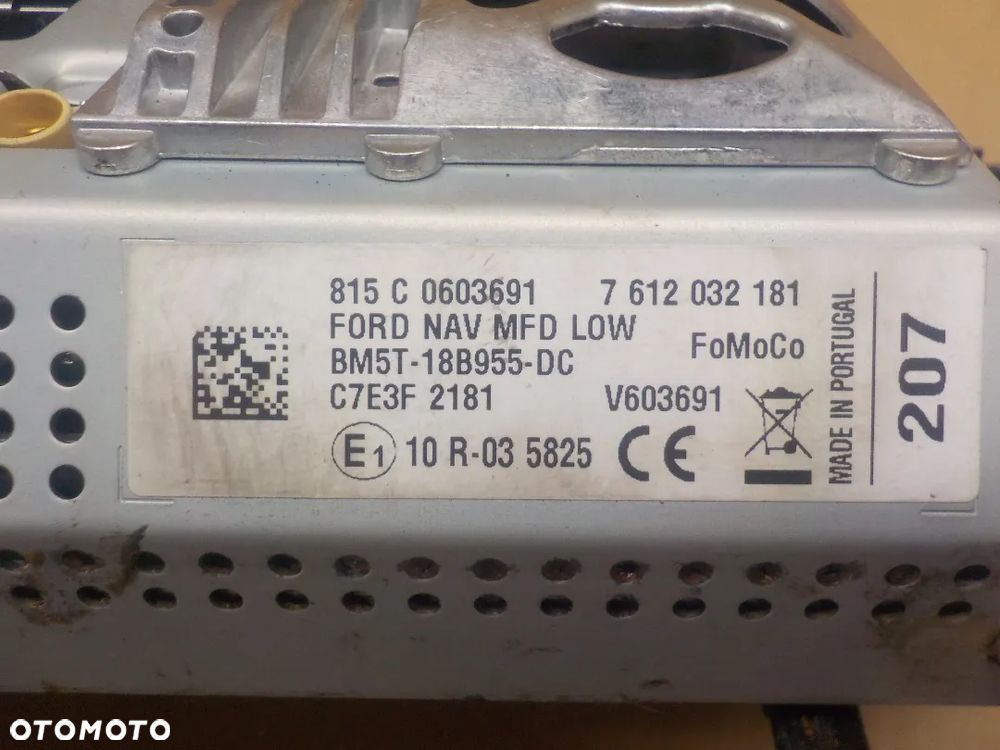 815 C 0603691 7 612 032 181
FORD NAV MFD LOW
FoMoCo
BM5T-18B955-DC
C7E3F 2181 V603691
E1 10 R-03 5825 CE
MADE IN PORTUGAL
207
OTOMOTO